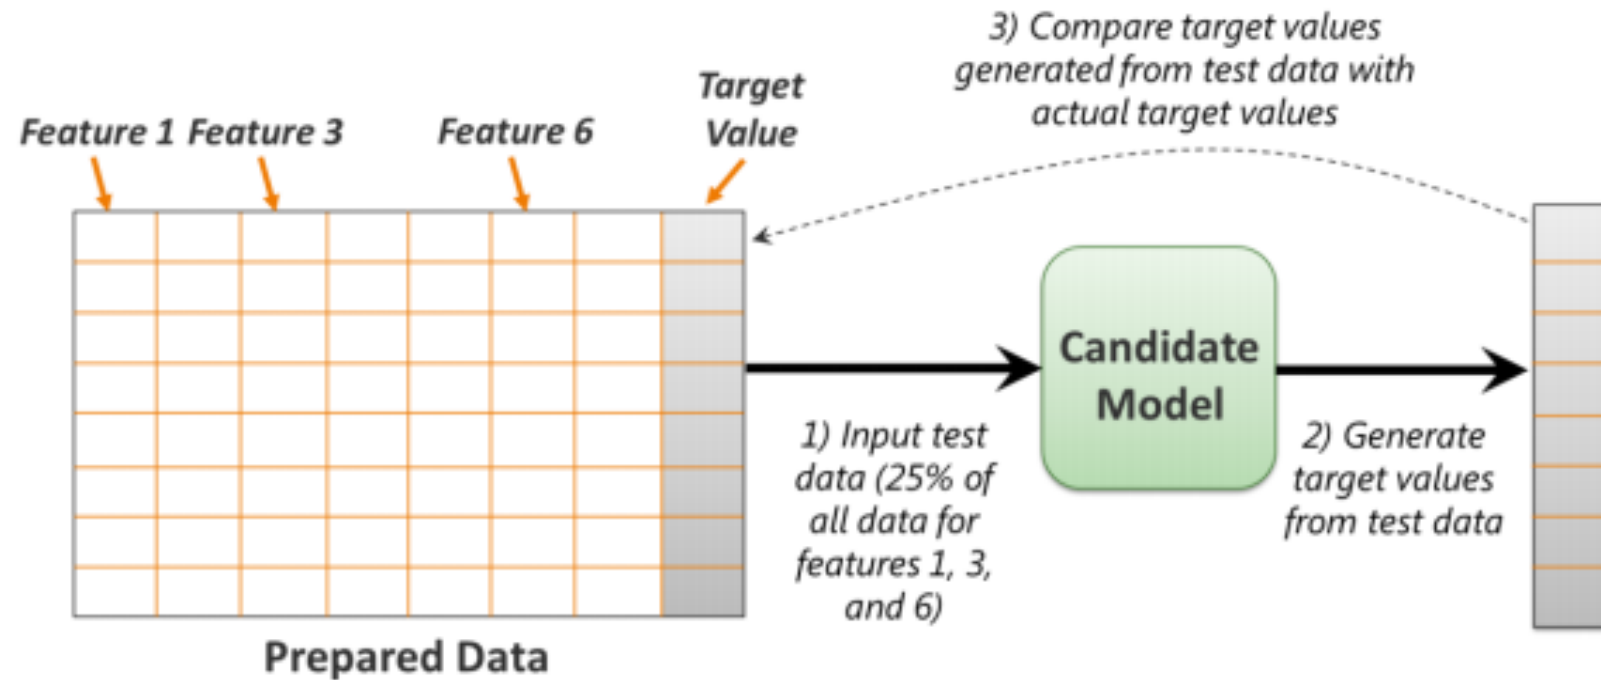 3) Compare target values
generated from test data with
actual target values
Target
Value
Feature 1 Feature 3 Feature 6
Candidate
Model
1) Input test
data (25% of
all data for
features 1, 3,
and 6)
2) Generate
target values
from test data
Prepared Data